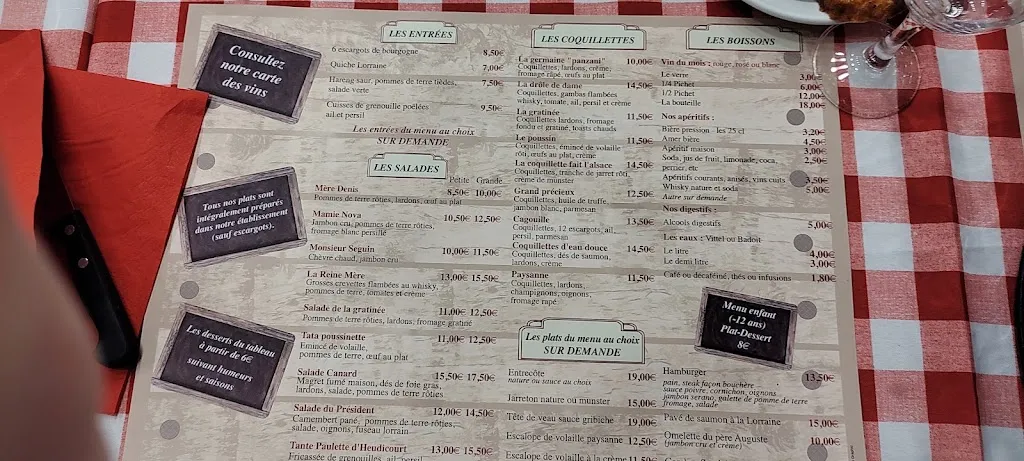 Consultez
notre carte
des vins
Tous nos plats sont
intégralement préparés
dans notre établissement
(sauf escargots).
Les desserts du tableau
à partir de 6€
suivant humeurs
et saisons
LES ENTRÉES
6 escargots de bourgogne 8,50€
Quiche Lorraine 7,00€
Hareng saur, pommes de terre tièdes, 7,50€
salade verte
Cuisses de grenouille poêlées 9,50€
ail et persil
Les entrées du menu au choix
SUR DEMANDE
LES SALADES
Petite Grande
Mère Denis 8,50€ 10,00€
Pommes de terre rôties, lardons, œuf au plat
Mamie Nova 10,50€ 12,50€
Jambon cru, pommes de terre rôties,
fromage blanc persillé
Monsieur Seguin 10,00€ 11,50€
Chèvre chaud, jambon cru
La Reine Mère 13,00€ 15,50€
Grosses crevettes flambées au whisky,
pommes de terre, tomates et crème
Salade de la gratinée 11,00€ 12,50€
Pommes de terre rôties, lardons, fromage gratiné
Tata poussinette 11,00€ 12,50€
Emincé de volaille,
pommes de terre, œuf au plat
Salade Canard 15,50€ 17,50€
Magret fumé maison, dés de foie gras,
lardons, salade, pommes de terre rôties
Salade du Président 12,00€ 14,50€
Camembert pané, pommes de terre rôties,
salade, oignons, fuseau lorrain
Tante Paulette d'Heudicourt 13,00€ 15,50€
Fricassée de grenouilles, ail, persil
LES COQUILLETTES
La germaine "panzani" 10,00€
Coquillettes, lardons, crème,
fromage râpé, œufs au plat
La drôle de dame 14,50€
Coquillettes, gambas flambées
whisky, tomate, ail, persil et crème
La gratinée 11,50€
Coquillettes lardons, fromage
fondu et gratiné, toasts chauds
Le poussin 11,50€
Coquillettes, émincé de volaille
rôti, œufs au plat, crème
La coquillette fait l'alsace 14,50€
Coquillettes, tranche de jarret rôti,
crème de munster
Grand précieux 12,50€
Coquillettes, huile de truffe,
jambon blanc, parmesan
Cagouille 13,50€
Coquillettes, 12 escargots, ail
persil, parmesan
Coquillettes d'eau douce 14,50€
Coquillettes, dés de saumon,
lardons, crème
Paysanne 11,50€
Coquillettes, lardons,
champignons, oignons,
fromage rapé
Les plats du menu au choix
SUR DEMANDE
Entrecôte 19,00€
nature ou sauce au choix
Jarreton nature ou munster 15,00€
Tête de veau sauce gribiche 19,00€
Escalope de volaille paysanne 12,50€
Escalope de volaille à la crème 11,50€
LES BOISSONS
Vin du mois : rouge, rosé ou blanc
Le verre 3,00€
1/4 Pichet 6,00€
1/2 Pichet 12,00€
La bouteille 18,00€
Nos apéritifs :
Bière pression - les 25 cl 3,20€
Amer bière 4,50€
Apéritif maison 3,00€
Soda, jus de fruit, limonade, coca, 2,50€
perrier, etc
Apéritifs courants, anisés, vins cuits 3,50€
Whisky nature et soda 5,00€
Autre sur demande
Nos digestifs :
Alcools digestifs 5,00€
Les eaux : Vittel ou Badoit
Le litre 4,00€
Le demi litre 3,00€
Café ou décaféiné, thés ou infusions 1,80€
Menu enfant
(-12 ans)
Plat-Dessert
8€
Hamburger 13,50€
pain, steak façon bouchère
sauce poivre, cornichon, oignons
jambon serano, galette de pomme de terre
fromage, salade
Pavé de saumon à la Lorraine 15,00€
Omelette du père Auguste 10,00€
(jambon cru et crème)